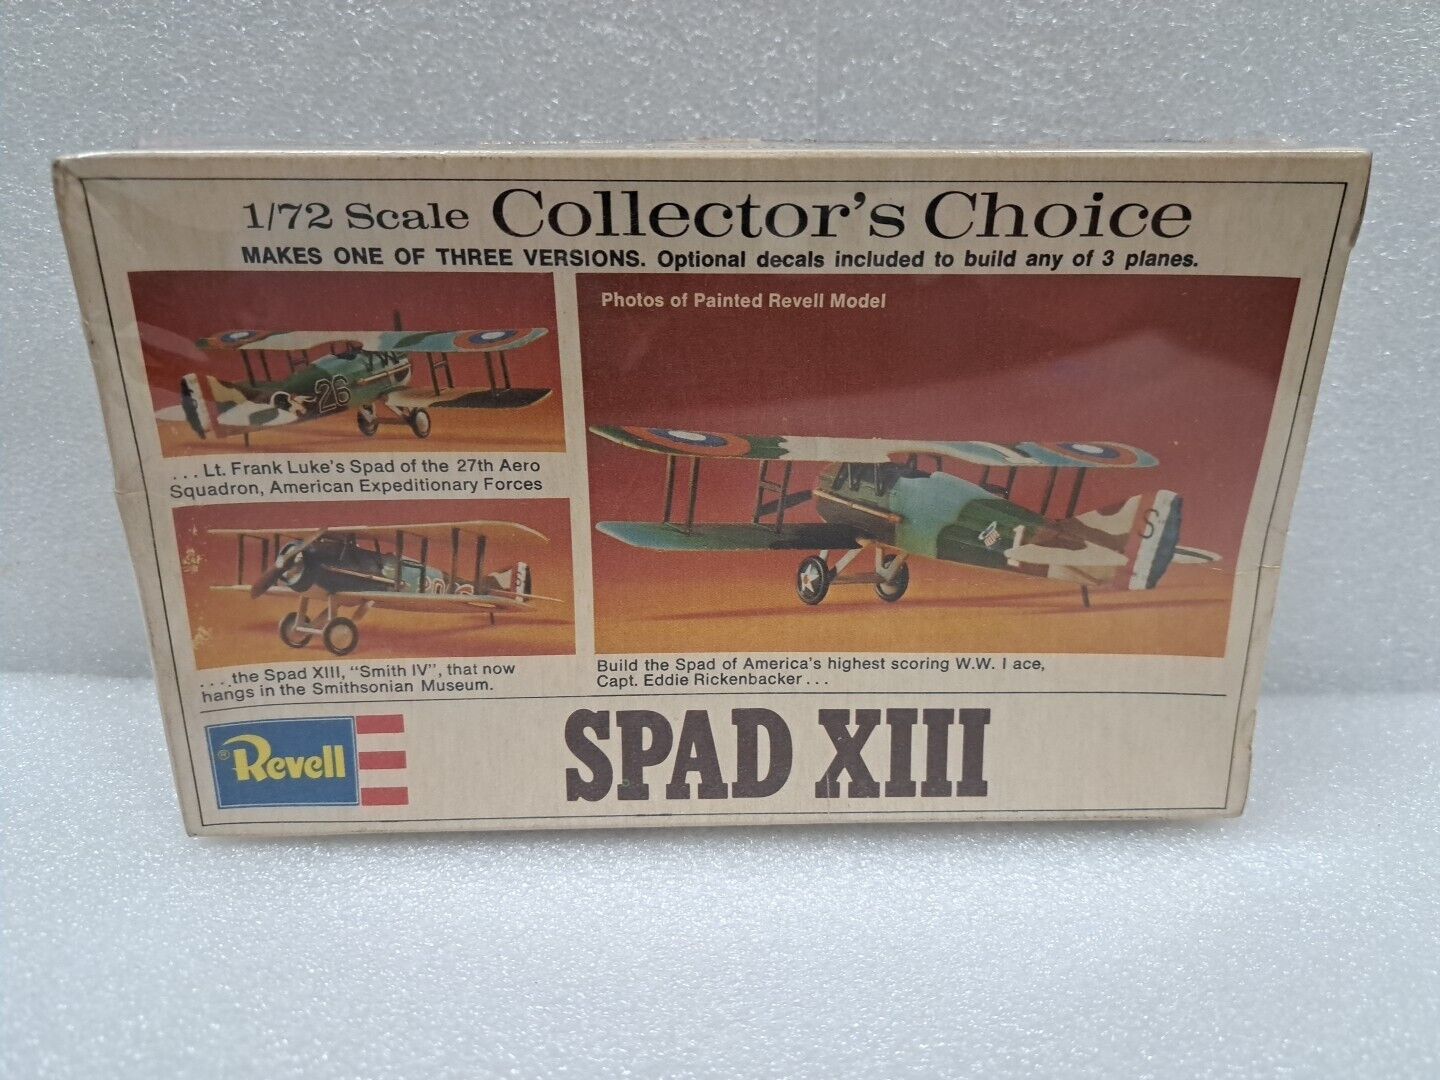 1/72 Scale Collector's Choice
MAKES ONE OF THREE VERSIONS. Optional decals included to build any of 3 planes.
Photos of Painted Revell Model
26
...Lt. Frank Luke's Spad of the 27th Aero
Squadron, American Expeditionary Forces
S
S
....the Spad XIII, "Smith IV", that now
hangs in the Smithsonian Museum.
Build the Spad of America's highest scoring W.W. I ace,
Capt. Eddie Rickenbacker...
® Revell
SPAD XIII